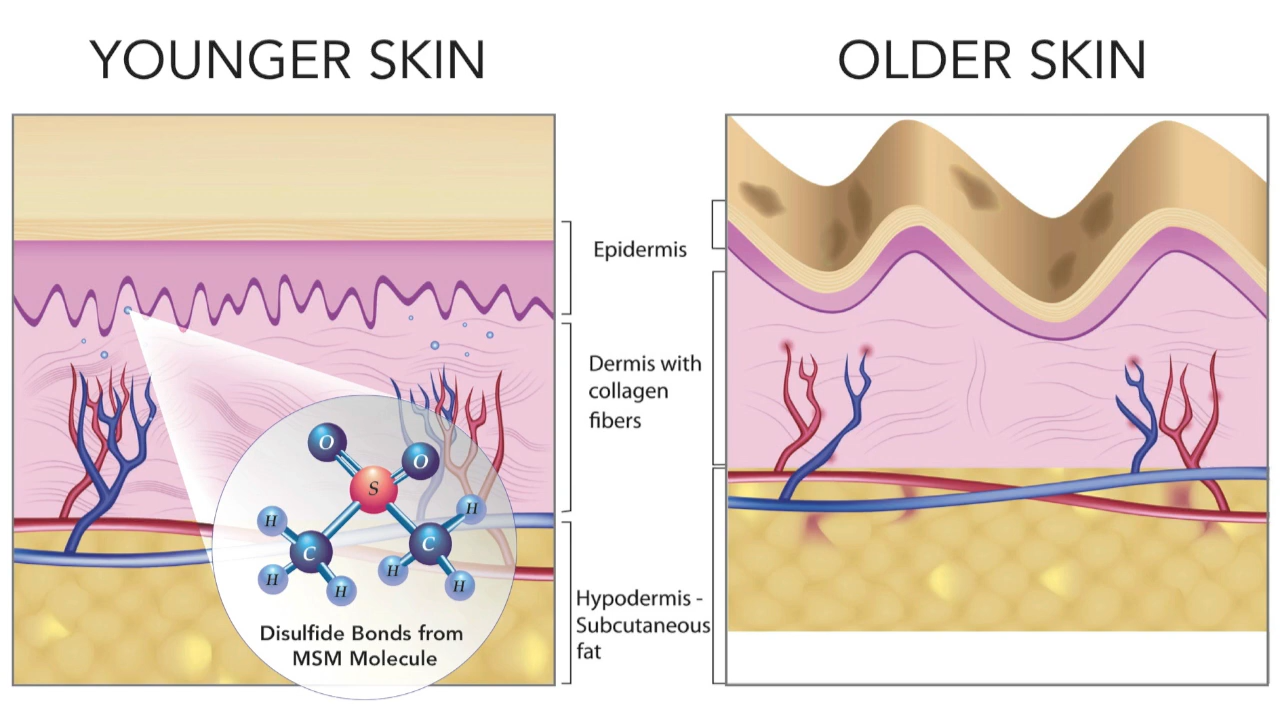 YOUNGER SKIN
OLDER SKIN
Epidermis
Dermis with
collagen
fibers
Hypodermis -
Subcutaneous
fat
O
O
S
H
H
C
C
H
H
H
H
Disulfide Bonds from
MSM Molecule